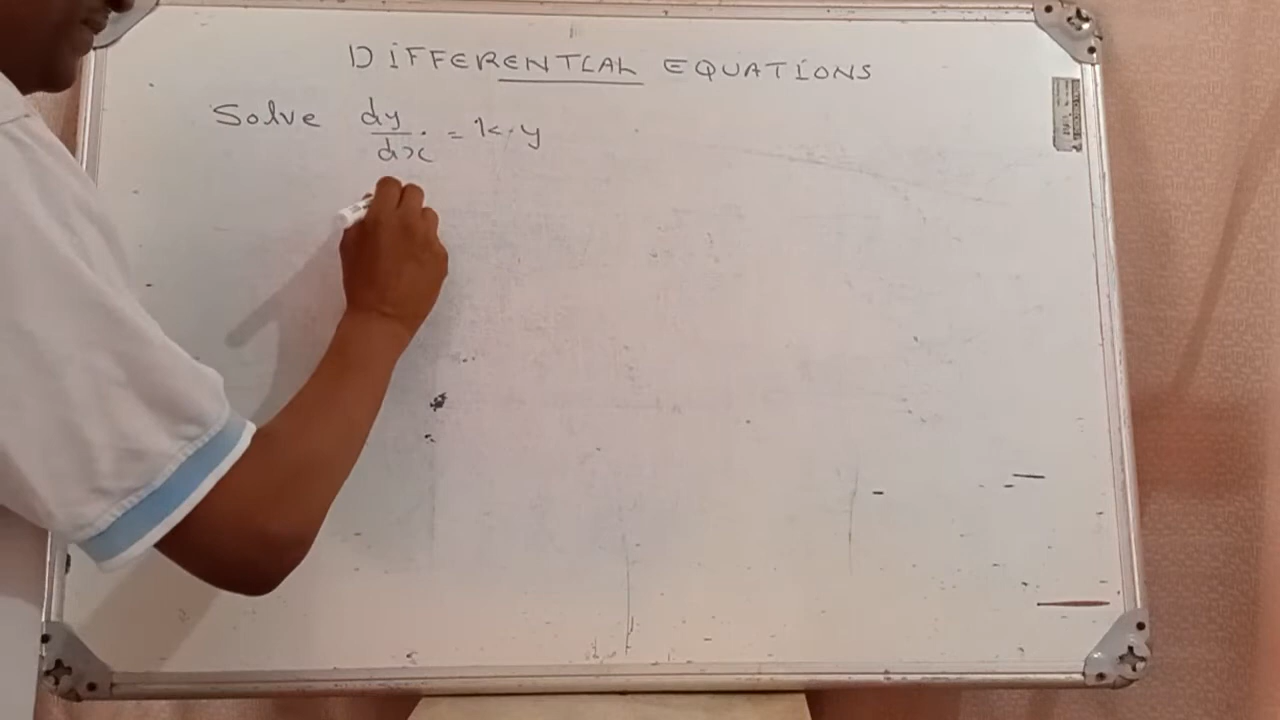 DIFFERENTIAL EQUATIONS
Solve dy/dx = k·y